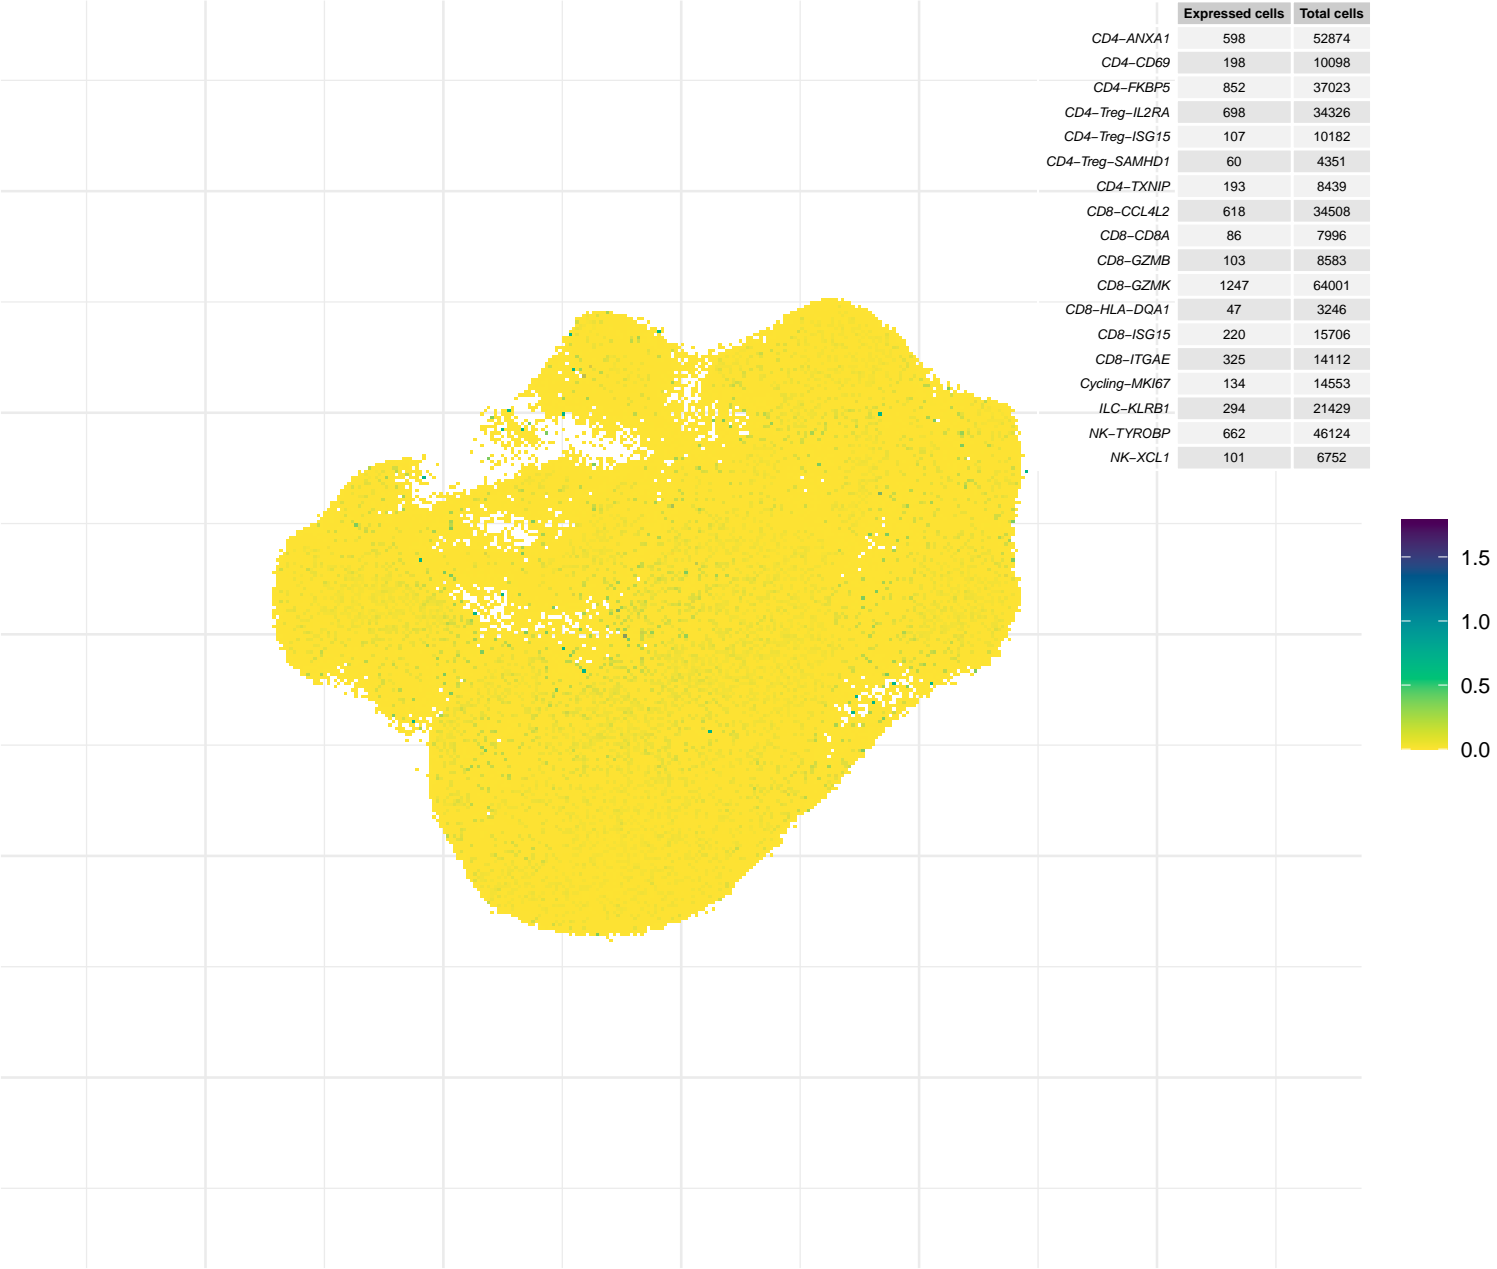 Expressed cells Total cells
CD4−ANXA1 598 52874
CD4−CD69 198 10098
CD4−FKBP5 852 37023
CD4−Treg−IL2RA 698 34326
CD4−Treg−ISG15 107 10182
CD4−Treg−SAMHD1 60 4351
CD4−TXNIP 193 8439
CD8−CCL4L2 618 34508
CD8−CD8A 86 7996
CD8−GZMB 103 8583
CD8−GZMK 1247 64001
CD8−HLA−DQA1 47 3246
CD8−ISG15 220 15706
CD8−ITGAE 325 14112
Cycling−MKI67 134 14553
ILC−KLRB1 294 21429
NK−TYROBP 662 46124
NK−XCL1 101 6752
1.5
1.0
0.5
0.0